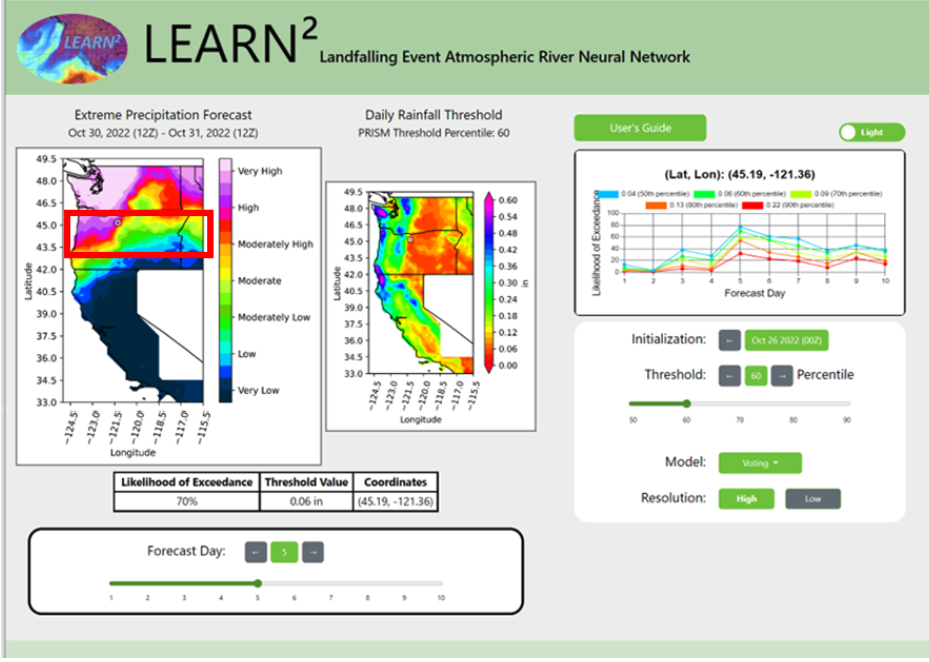 LEARN²
LEARN² Landfalling Event Atmospheric River Neural Network
Extreme Precipitation Forecast
Oct 30, 2022 (12Z) - Oct 31, 2022 (12Z)
49.5
48.0
46.5
45.0
43.5
42.0
40.5
39.0
37.5
36.0
34.5
33.0
Latitude
-124.5
-123.0
-121.5
-120.0
-118.5
-117.0
-115.5
Longitude
Very High
High
Moderately High
Moderate
Moderately Low
Low
Very Low
Daily Rainfall Threshold
PRISM Threshold Percentile: 60
49.5
48.0
46.5
45.0
43.5
42.0
40.5
39.0
37.5
36.0
34.5
33.0
Latitude
-124.5
-123.0
-121.5
-120.0
-118.5
-117.0
-115.5
Longitude
0.60
0.54
0.48
0.42
0.36
0.30
0.24
0.18
0.12
0.06
0.00
in
User's Guide
Light
(Lat, Lon): (45.19, -121.36)
0.04 (50th percentile) 0.06 (60th percentile) 0.09 (70th percentile)
0.13 (80th percentile) 0.22 (90th percentile)
Likelihood of Exceedance
100
80
60
40
20
0
1 2 3 4 5 6 7 8 9 10
Forecast Day
Initialization: ← Oct 26 2022 (00Z)
Threshold: ← 60 → Percentile
50 60 70 80 90
Model: Voting
Resolution: High Low
Likelihood of Exceedance Threshold Value Coordinates
70% 0.06 in (45.19, -121.36)
Forecast Day: ← 5 →
1 2 3 4 5 6 7 8 9 10